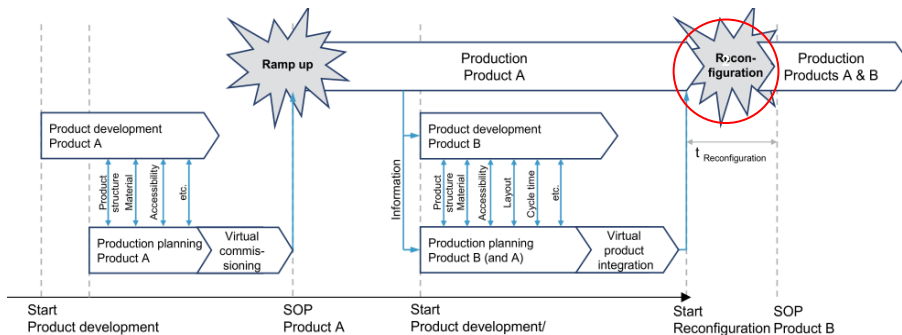 Ramp up
Production
Product A
Recon-
figuration
Production
Products A & B
Product development
Product A
Product development
Product B
t Reconfiguration
Product
structure
Material
Accessibility
etc.
Information
Product
structure
Material
Accessibility
Layout
Cycle time
etc.
Production planning
Product A
Virtual
commis-
sioning
Production planning
Product B (and A)
Virtual
product
integration
Start
Product development
SOP
Product A
Start
Product development/
Start
Reconfiguration
SOP
Product B